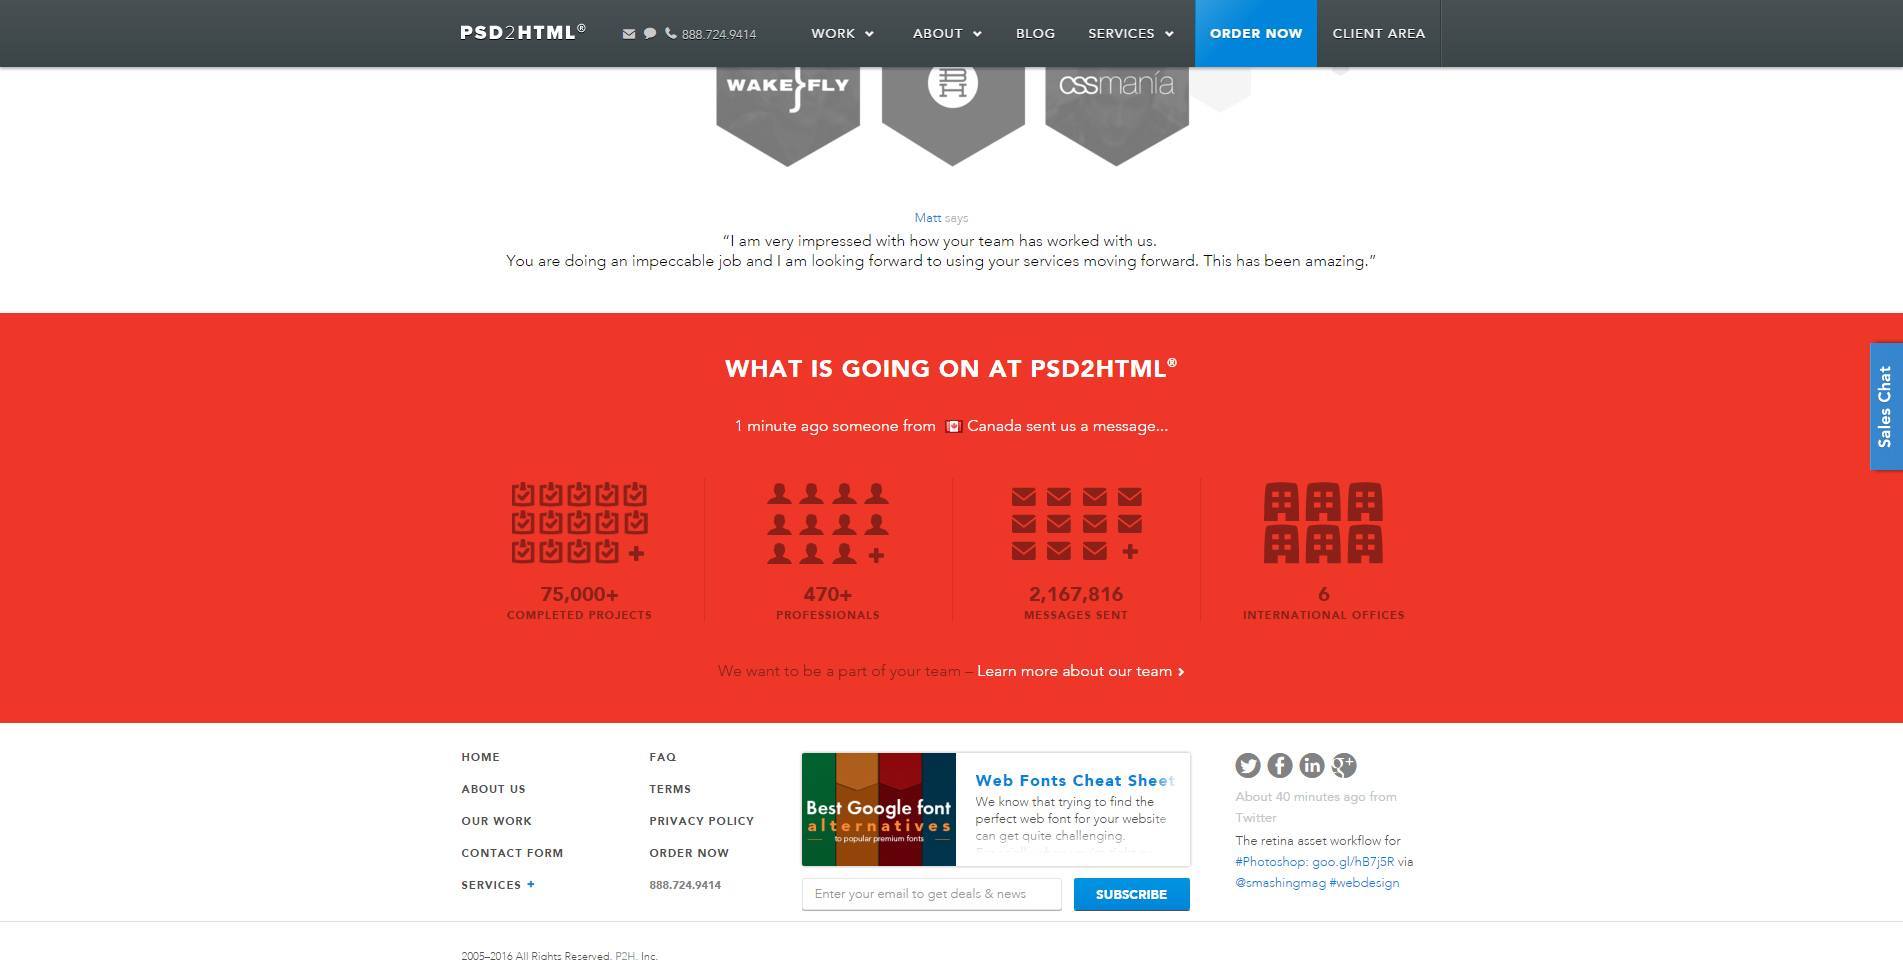 PSD2HTML®
888.724.9414
WORK
ABOUT
BLOG
SERVICES
ORDER NOW
CLIENT AREA
WAKE}FLY
BH
cssmanía
Matt says
“I am very impressed with how your team has worked with us.
You are doing an impeccable job and I am looking forward to using your services moving forward. This has been amazing.”
WHAT IS GOING ON AT PSD2HTML®
1 minute ago someone from Canada sent us a message...
Sales Chat
75,000+
COMPLETED PROJECTS
470+
PROFESSIONALS
2,167,816
MESSAGES SENT
6
INTERNATIONAL OFFICES
We want to be a part of your team – Learn more about our team ›
HOME
ABOUT US
OUR WORK
CONTACT FORM
SERVICES +
FAQ
TERMS
PRIVACY POLICY
ORDER NOW
888.724.9414
Best Google font
alternatives
to popular premium fonts
Web Fonts Cheat Sheet
We know that trying to find the
perfect web font for your website
can get quite challenging.
Enter your email to get deals & news
SUBSCRIBE
About 40 minutes ago from
Twitter
The retina asset workflow for
#Photoshop: goo.gl/hB7j5R via
@smashingmag #webdesign
2005–2016 All Rights Reserved. P2H, Inc.